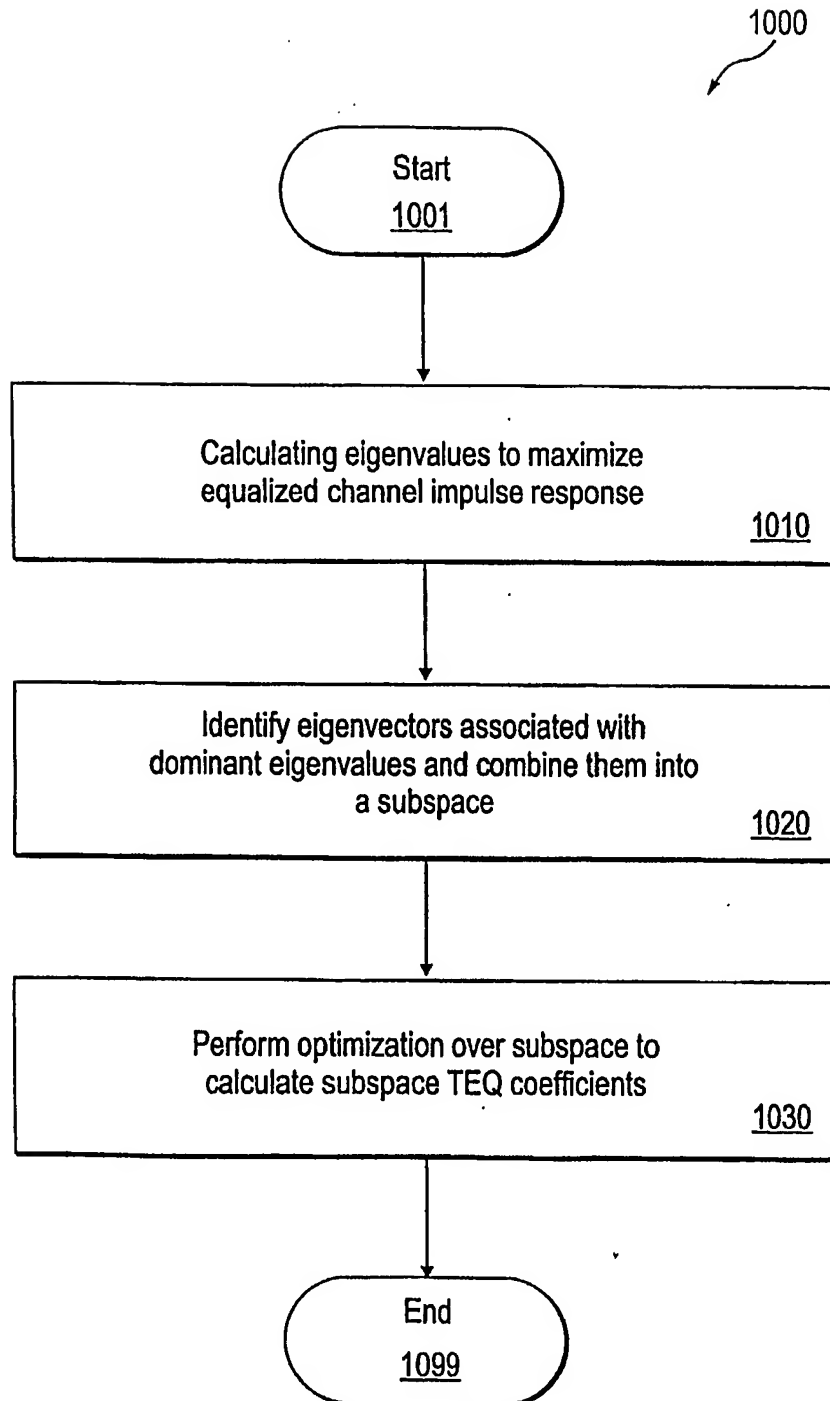 1000
Start
1001
Calculating eigenvalues to maximize
equalized channel impulse response
1010
Identify eigenvectors associated with
dominant eigenvalues and combine them into
a subspace
1020
Perform optimization over subspace to
calculate subspace TEQ coefficients
1030
End
1099